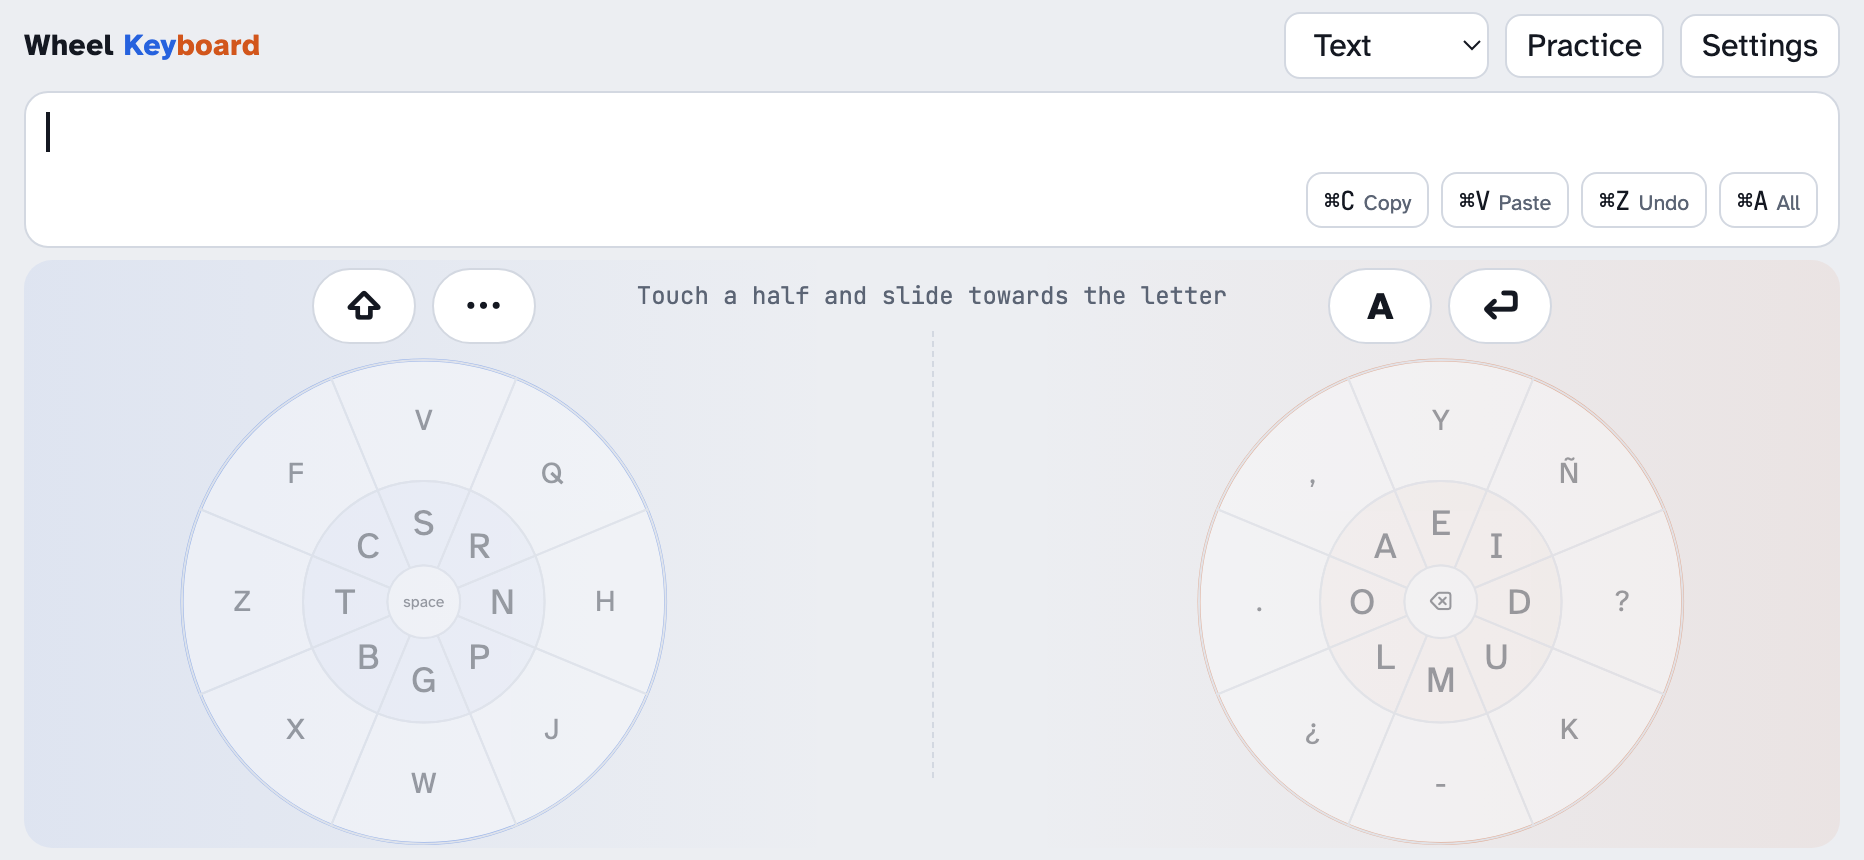 Wheel Keyboard
Text
Practice
Settings
⌘C Copy
⌘V Paste
⌘Z Undo
⌘A All
Touch a half and slide towards the letter
A
V
F
Q
S
C
R
Z
T
space
N
H
B
P
G
X
J
W
Y
,
Ñ
E
A
I
.
O
D
?
L
U
M
¿
K
-